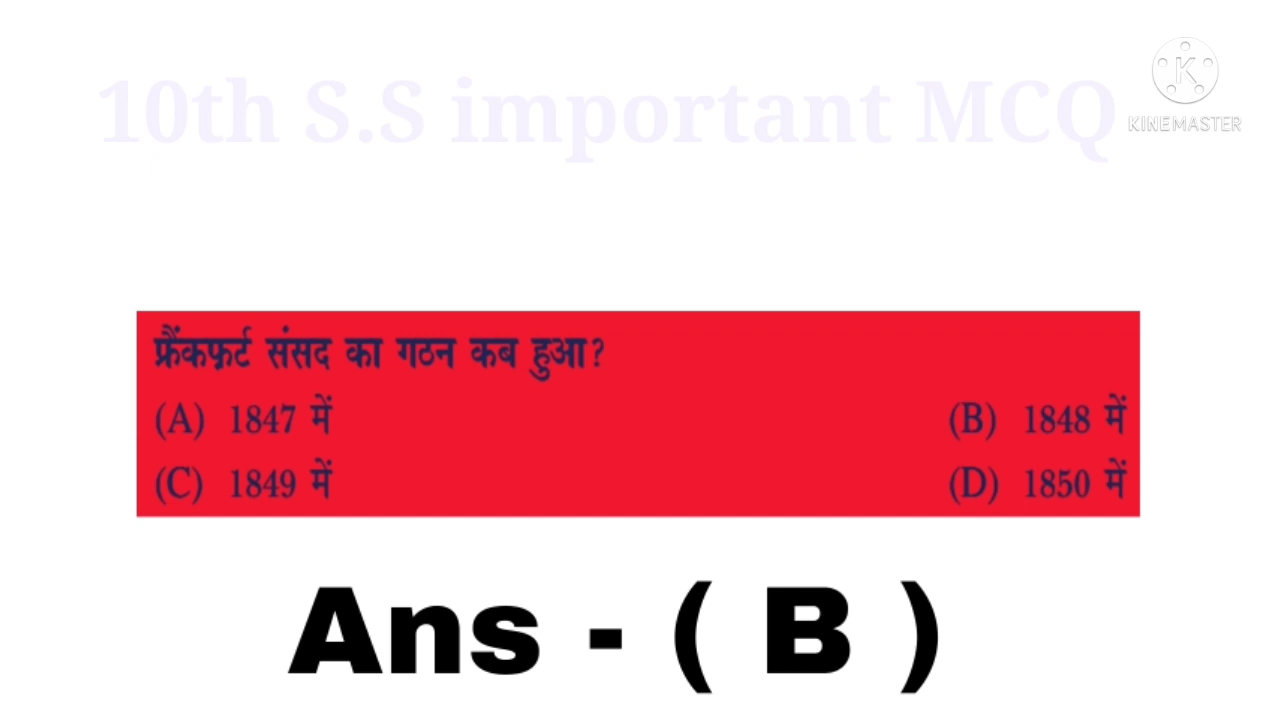 10th S.S important MCQ
KINEMASTER
फ्रैंकफर्ट संसद का गठन कब हुआ?
(A) 1847 में (B) 1848 में
(C) 1849 में (D) 1850 में
Ans - ( B )